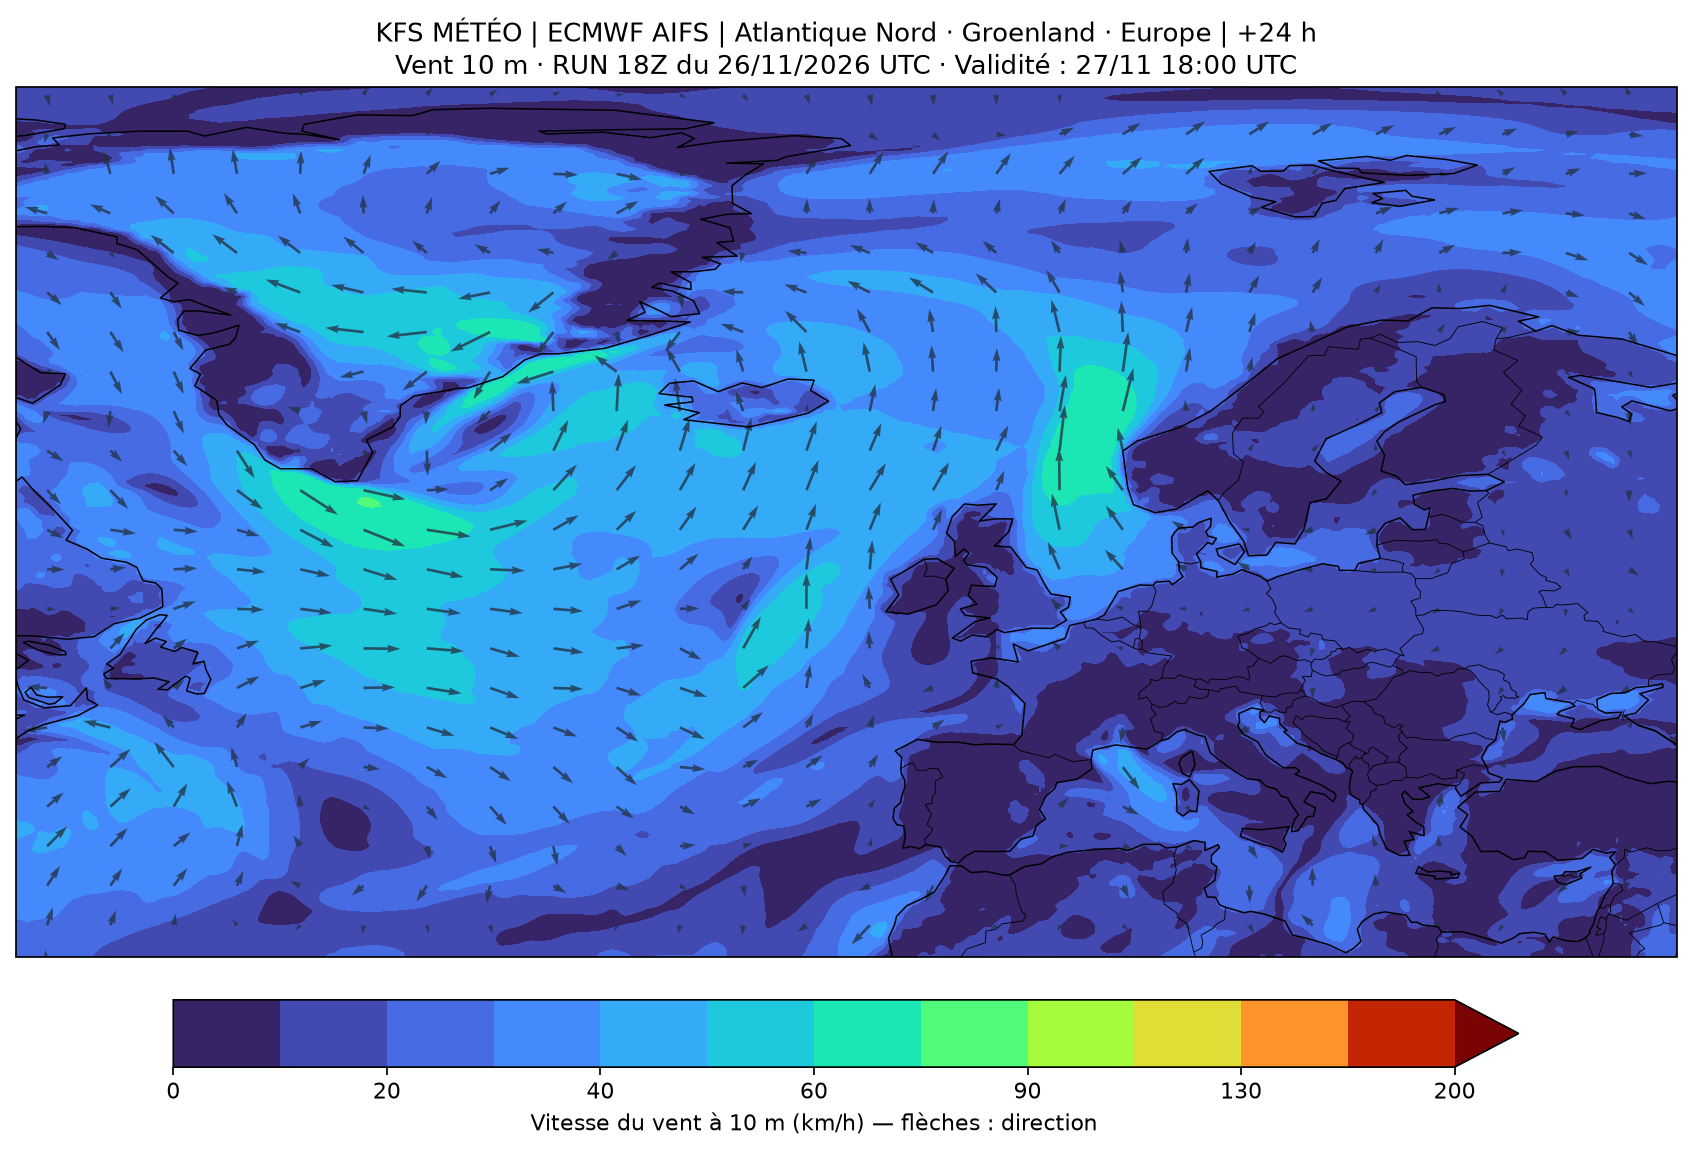 KFS MÉTÉO | ECMWF AIFS | Atlantique Nord · Groenland · Europe | +24 h
Vent 10 m · RUN 18Z du 26/11/2026 UTC · Validité : 27/11 18:00 UTC
0 20 40 60 90 130 200
Vitesse du vent à 10 m (km/h) — flèches : direction